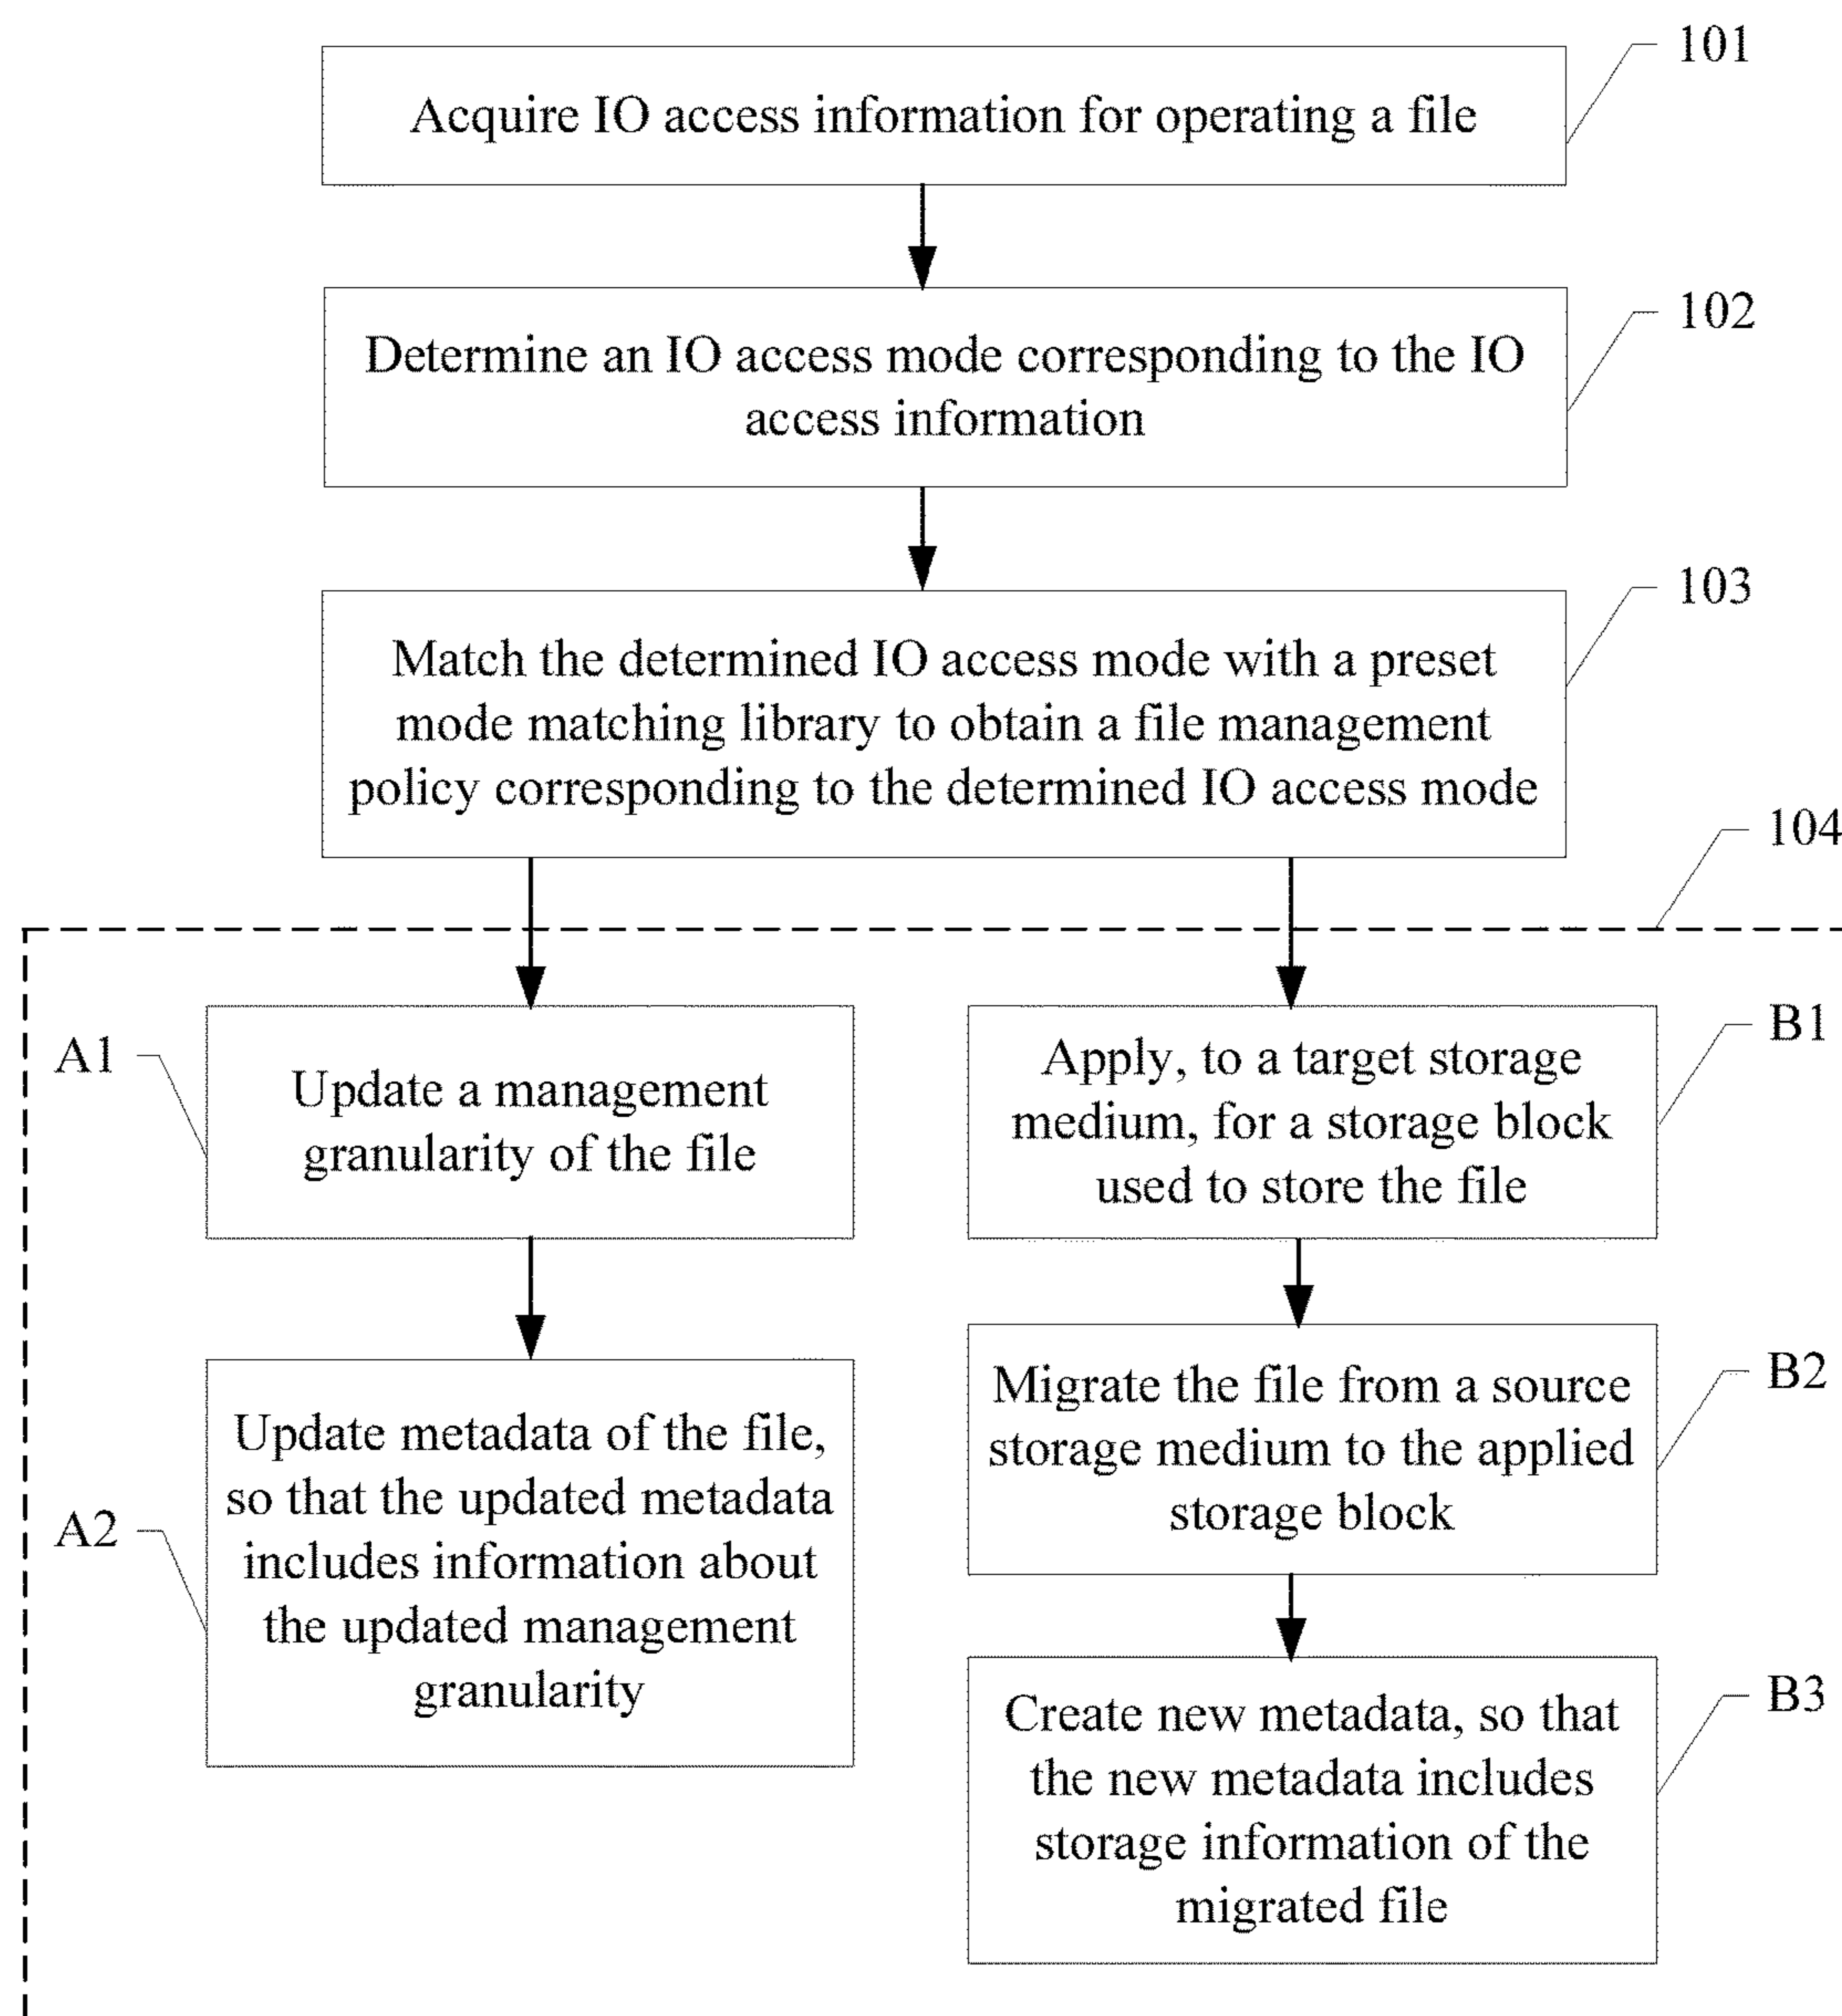 101
Acquire IO access information for operating a file
102
Determine an IO access mode corresponding to the IO
access information
103
Match the determined IO access mode with a preset
mode matching library to obtain a file management
policy corresponding to the determined IO access mode
104
A1
Update a management
granularity of the file
A2
Update metadata of the file,
so that the updated metadata
includes information about
the updated management
granularity
B1
Apply, to a target storage
medium, for a storage block
used to store the file
B2
Migrate the file from a source
storage medium to the applied
storage block
B3
Create new metadata, so that
the new metadata includes
storage information of the
migrated file